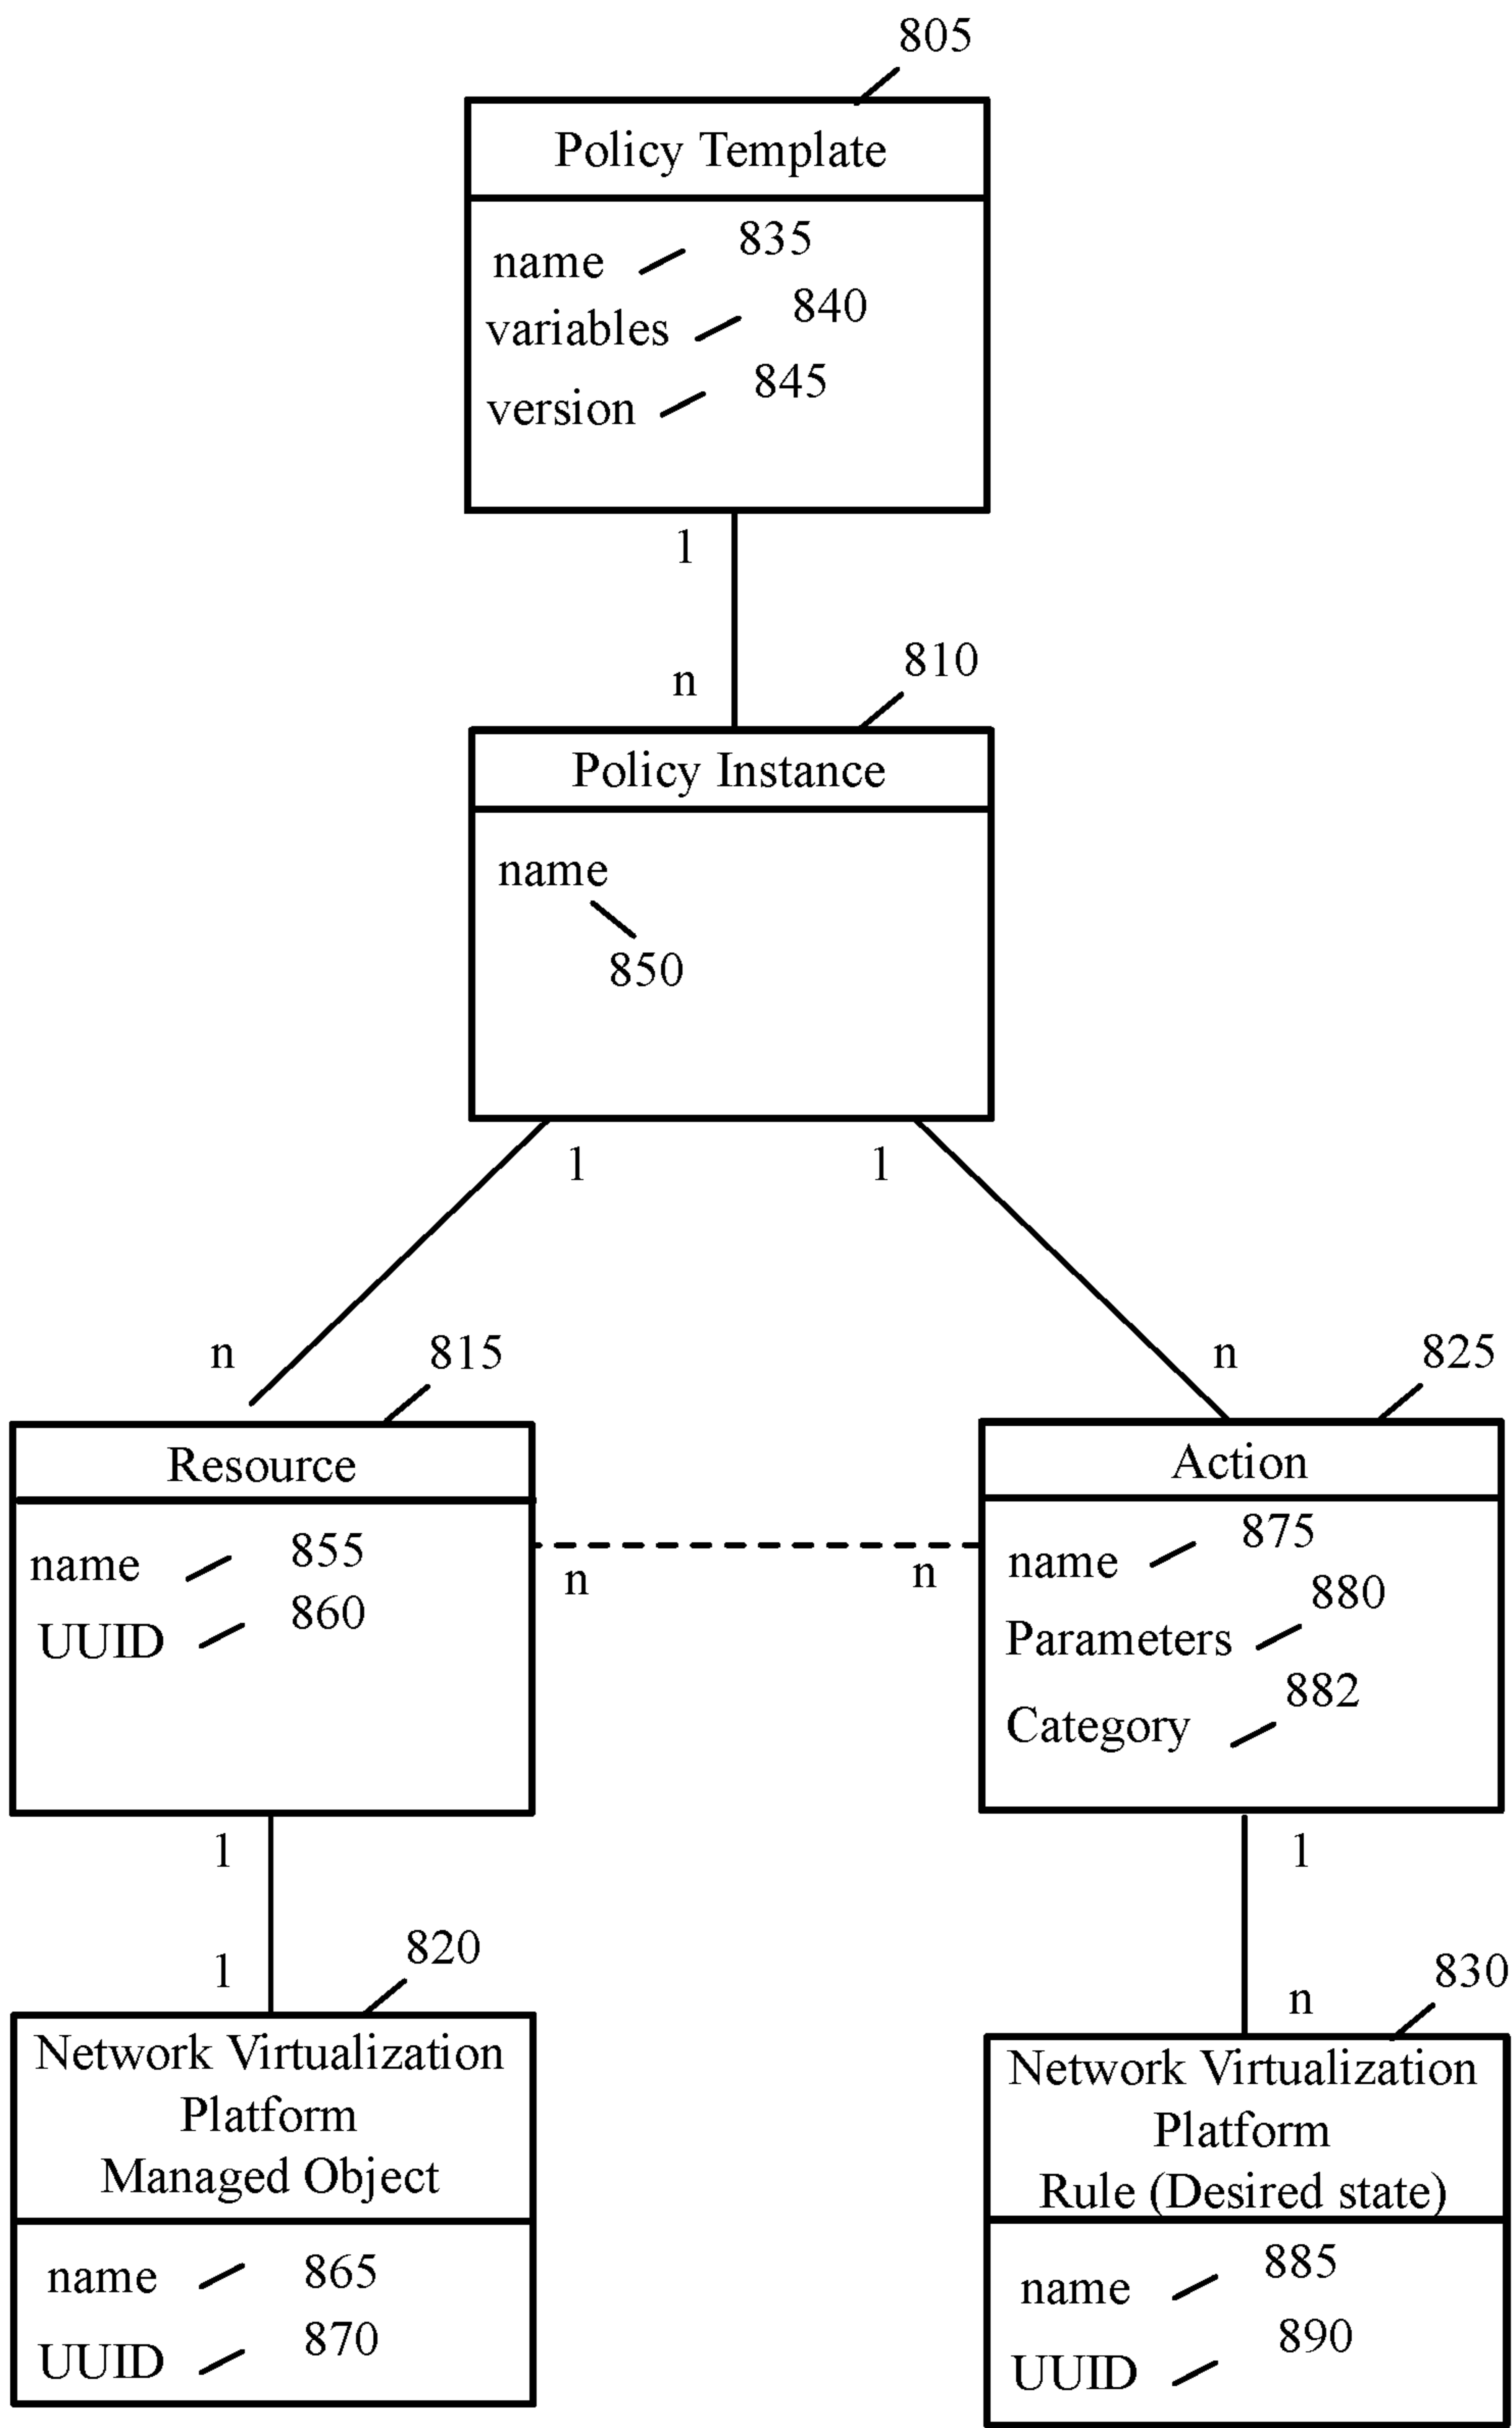 805
Policy Template
name 835
variables 840
version 845
1
n
810
Policy Instance
name
850
1 1
n n
815 825
Resource
name 855
UUID 860
n n
Action
name 875
Parameters 880
Category 882
1
1
820
Network Virtualization
Platform
Managed Object
name 865
UUID 870
1
n
830
Network Virtualization
Platform
Rule (Desired state)
name 885
UUID 890